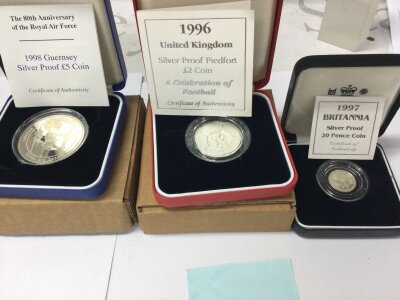 The 80th Anniversary
of the Royal Air Force
1998 Guernsey
Silver Proof £5 Coin
Certificate of Authenticity
1996
United Kingdom
Silver Proof Piedfort
£2 Coin
A Celebration of
Football
Certificate of Authenticity
1997
BRITANNIA
Silver Proof
20 Pence Coin
Certificate of
Authenticity